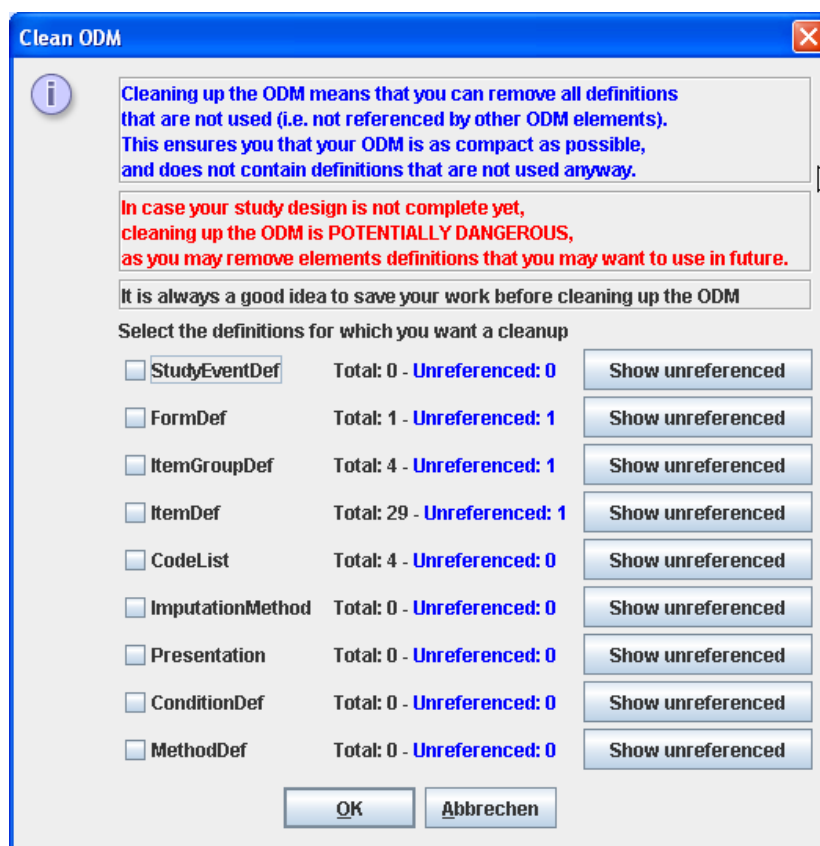 Clean ODM
Cleaning up the ODM means that you can remove all definitions
that are not used (i.e. not referenced by other ODM elements).
This ensures you that your ODM is as compact as possible,
and does not contain definitions that are not used anyway.
In case your study design is not complete yet,
cleaning up the ODM is POTENTIALLY DANGEROUS,
as you may remove elements definitions that you may want to use in future.
It is always a good idea to save your work before cleaning up the ODM
Select the definitions for which you want a cleanup
StudyEventDef Total: 0 - Unreferenced: 0 Show unreferenced
FormDef Total: 1 - Unreferenced: 1 Show unreferenced
ItemGroupDef Total: 4 - Unreferenced: 1 Show unreferenced
ItemDef Total: 29 - Unreferenced: 1 Show unreferenced
CodeList Total: 4 - Unreferenced: 0 Show unreferenced
ImputationMethod Total: 0 - Unreferenced: 0 Show unreferenced
Presentation Total: 0 - Unreferenced: 0 Show unreferenced
ConditionDef Total: 0 - Unreferenced: 0 Show unreferenced
MethodDef Total: 0 - Unreferenced: 0 Show unreferenced
OK Abbrechen